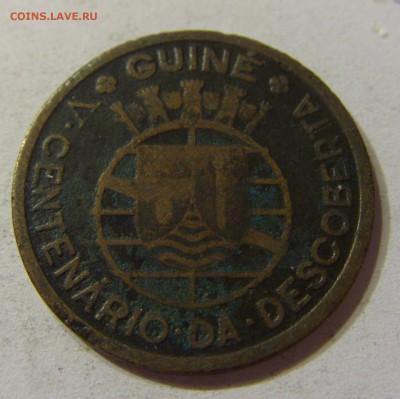 COINS.LAVE.RU
GUINÉ
V · CENTENÁRIO · DA · DESCOBERTA